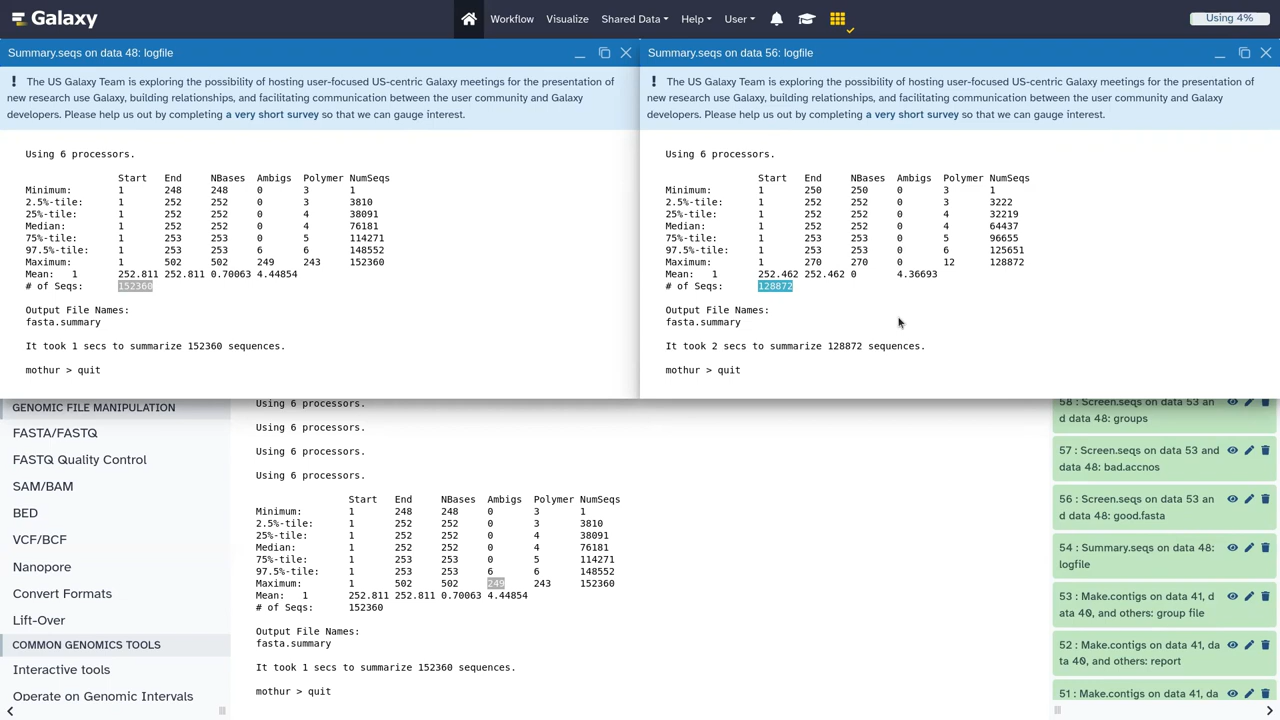 Galaxy
Workflow Visualize Shared Data Help User Using 4%
Summary.seqs on data 48: logfile
! The US Galaxy Team is exploring the possibility of hosting user-focused US-centric Galaxy meetings for the presentation of
new research use Galaxy, building relationships, and facilitating communication between the user community and Galaxy
developers. Please help us out by completing a very short survey so that we can gauge interest.
Using 6 processors.
Start End NBases Ambigs Polymer NumSeqs
Minimum: 1 248 248 0 3 1
2.5%-tile: 1 252 252 0 3 3810
25%-tile: 1 252 252 0 4 38091
Median: 1 252 252 0 4 76181
75%-tile: 1 253 253 0 5 114271
97.5%-tile: 1 253 253 6 6 148552
Maximum: 1 502 502 249 243 152360
Mean: 1 252.811 252.811 0.70063 4.44854
# of Seqs: 152360
Output File Names:
fasta.summary
It took 1 secs to summarize 152360 sequences.
mothur > quit
Summary.seqs on data 56: logfile
! The US Galaxy Team is exploring the possibility of hosting user-focused US-centric Galaxy meetings for the presentation of
new research use Galaxy, building relationships, and facilitating communication between the user community and Galaxy
developers. Please help us out by completing a very short survey so that we can gauge interest.
Using 6 processors.
Start End NBases Ambigs Polymer NumSeqs
Minimum: 1 250 250 0 3 1
2.5%-tile: 1 252 252 0 3 3222
25%-tile: 1 252 252 0 4 32219
Median: 1 252 252 0 4 64437
75%-tile: 1 253 253 0 5 96655
97.5%-tile: 1 253 253 0 6 125651
Maximum: 1 270 270 0 12 128872
Mean: 1 252.462 252.462 0 4.36693
# of Seqs: 128872
Output File Names:
fasta.summary
It took 2 secs to summarize 128872 sequences.
mothur > quit
GENOMIC FILE MANIPULATION
FASTA/FASTQ
FASTQ Quality Control
SAM/BAM
BED
VCF/BCF
Nanopore
Convert Formats
Lift-Over
COMMON GENOMICS TOOLS
Interactive tools
Operate on Genomic Intervals
Using 6 processors.
Using 6 processors.
Using 6 processors.
Using 6 processors.
Start End NBases Ambigs Polymer NumSeqs
Minimum: 1 248 248 0 3 1
2.5%-tile: 1 252 252 0 3 3810
25%-tile: 1 252 252 0 4 38091
Median: 1 252 252 0 4 76181
75%-tile: 1 253 253 0 5 114271
97.5%-tile: 1 253 253 6 6 148552
Maximum: 1 502 502 249 243 152360
Mean: 1 252.811 252.811 0.70063 4.44854
# of Seqs: 152360
Output File Names:
fasta.summary
It took 1 secs to summarize 152360 sequences.
mothur > quit
58 : Screen.seqs on data 53 an
d data 48: groups
57 : Screen.seqs on data 53 and
data 48: bad.accnos
56 : Screen.seqs on data 53 an
d data 48: good.fasta
54 : Summary.seqs on data 48:
logfile
53 : Make.contigs on data 41, d
ata 40, and others: group file
52 : Make.contigs on data 41, da
ta 40, and others: report
51 : Make.contigs on data 41, da